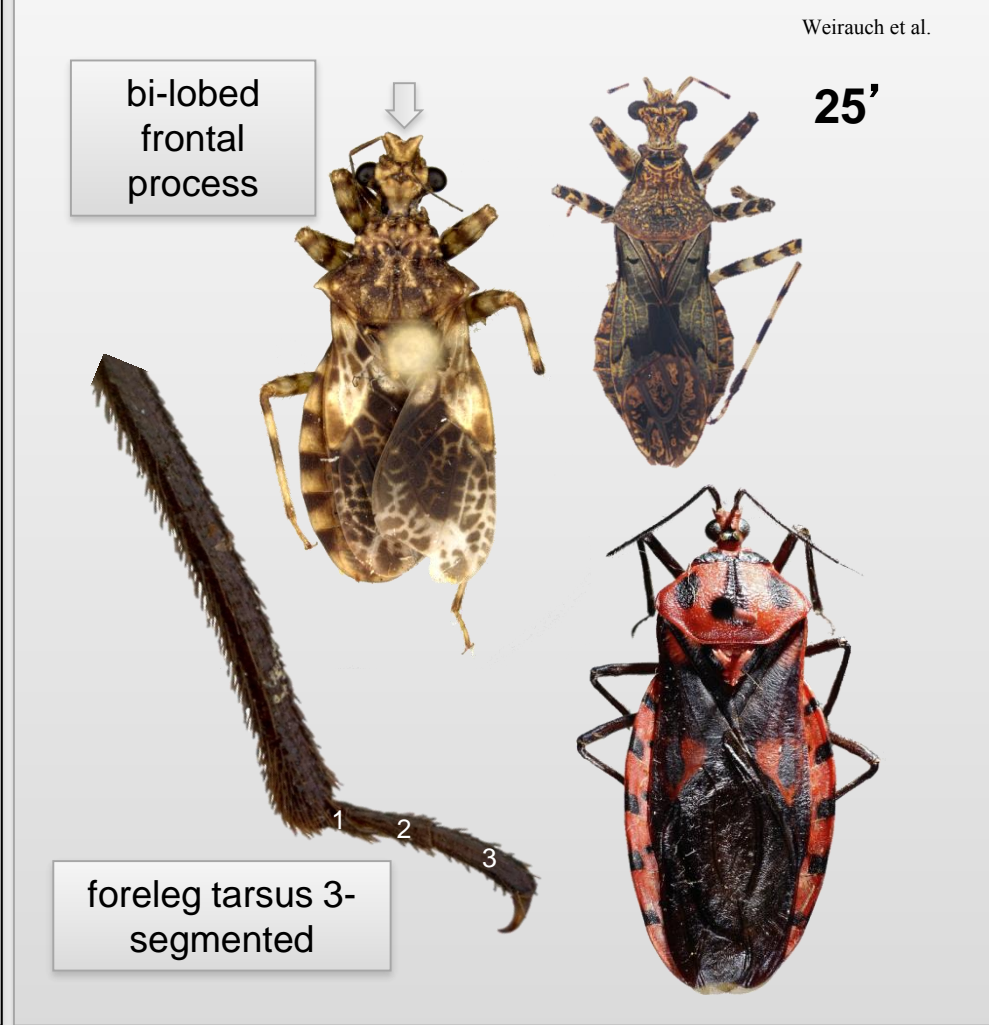 Weirauch et al.
25’
bi-lobed
frontal
process
1
2
3
foreleg tarsus 3-
segmented